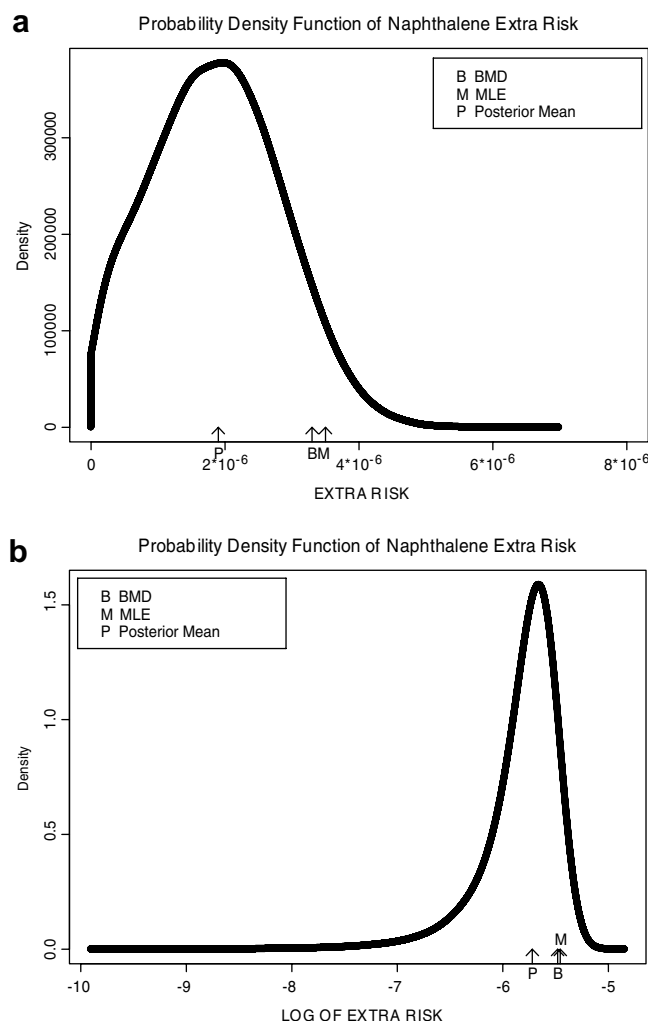 a
Probability Density Function of Naphthalene Extra Risk
B BMD
M MLE
P Posterior Mean
Density
0
100000
200000
300000
P
BM
0
2*10-6
4*10-6
6*10-6
8*10-6
EXTRA RISK
b
Probability Density Function of Naphthalene Extra Risk
B BMD
M MLE
P Posterior Mean
Density
0.0
0.5
1.0
1.5
M
P
B
-10
-9
-8
-7
-6
-5
LOG OF EXTRA RISK